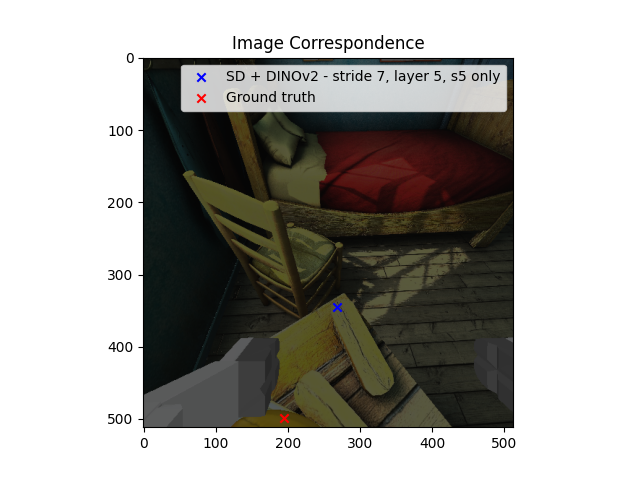 Image Correspondence
SD + DINOv2 - stride 7, layer 5, s5 only
Ground truth
0
100
200
300
400
500
0 100 200 300 400 500